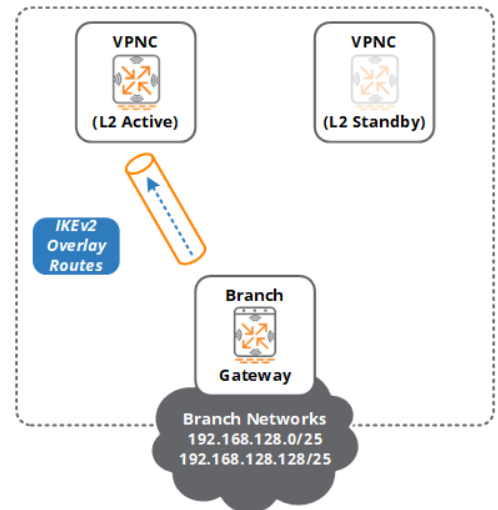 VPNC
(L2 Active)
VPNC
(L2 Standby)
IKEv2
Overlay
Routes
Branch
Gateway
Branch Networks
192.168.128.0/25
192.168.128.128/25